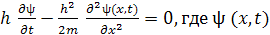 h ∂ψ/∂t − h²/2m ∂²ψ(x,t)/∂x² = 0, где ψ (x,t)